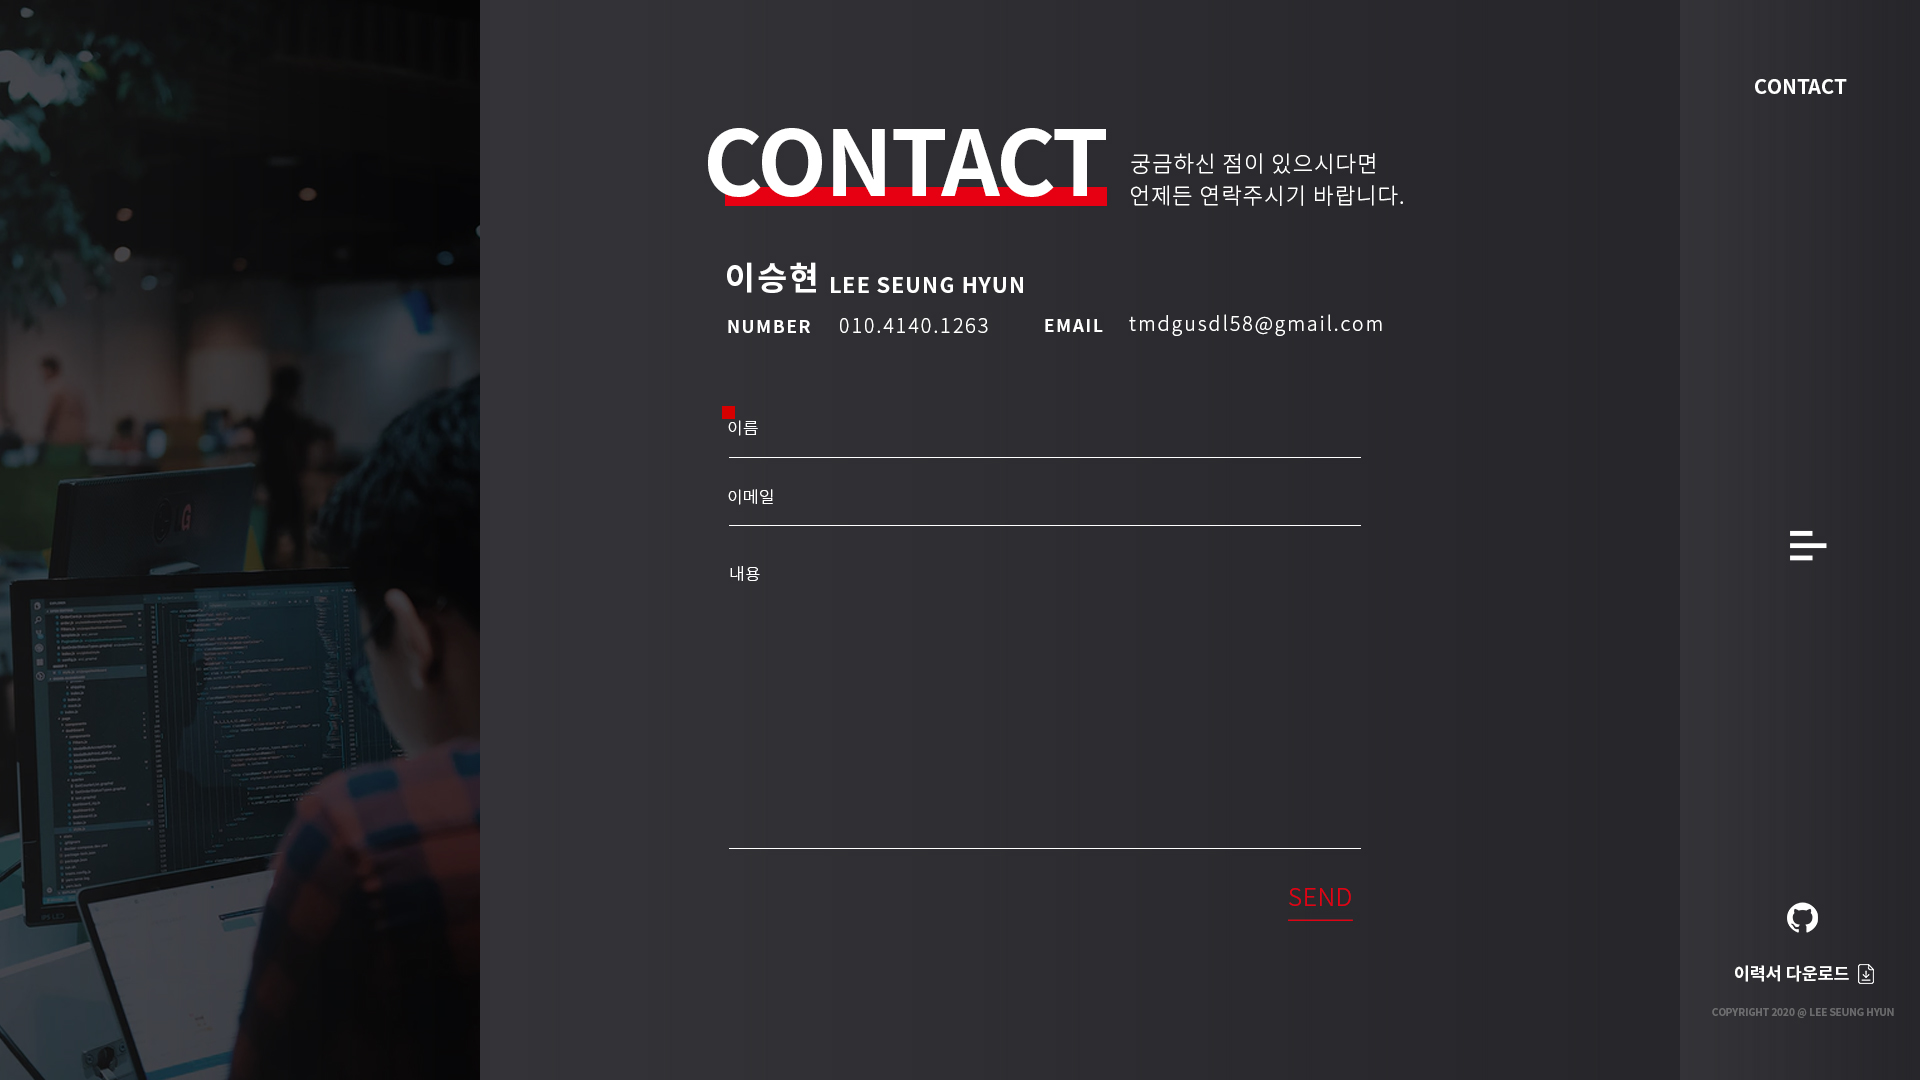 CONTACT
CONTACT
궁금하신 점이 있으시다면
언제든 연락주시기 바랍니다.
이승현 LEE SEUNG HYUN
NUMBER 010.4140.1263 EMAIL tmdgusdl58@gmail.com
이름
이메일
내용
SEND
이력서 다운로드
COPYRIGHT 2020 @ LEE SEUNG HYUN